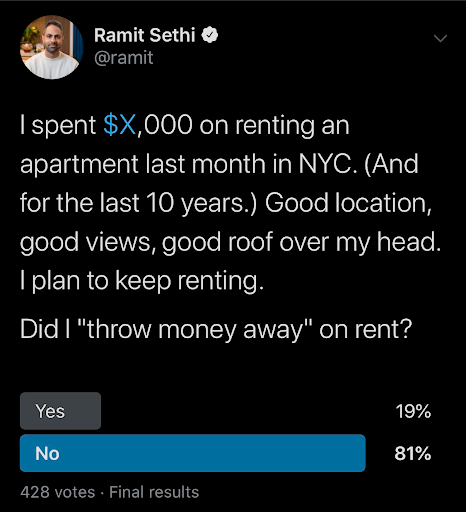 Ramit Sethi
@ramit
I spent $X,000 on renting an
apartment last month in NYC. (And
for the last 10 years.) Good location,
good views, good roof over my head.
I plan to keep renting.
Did I "throw money away" on rent?
Yes 19%
No 81%
428 votes · Final results